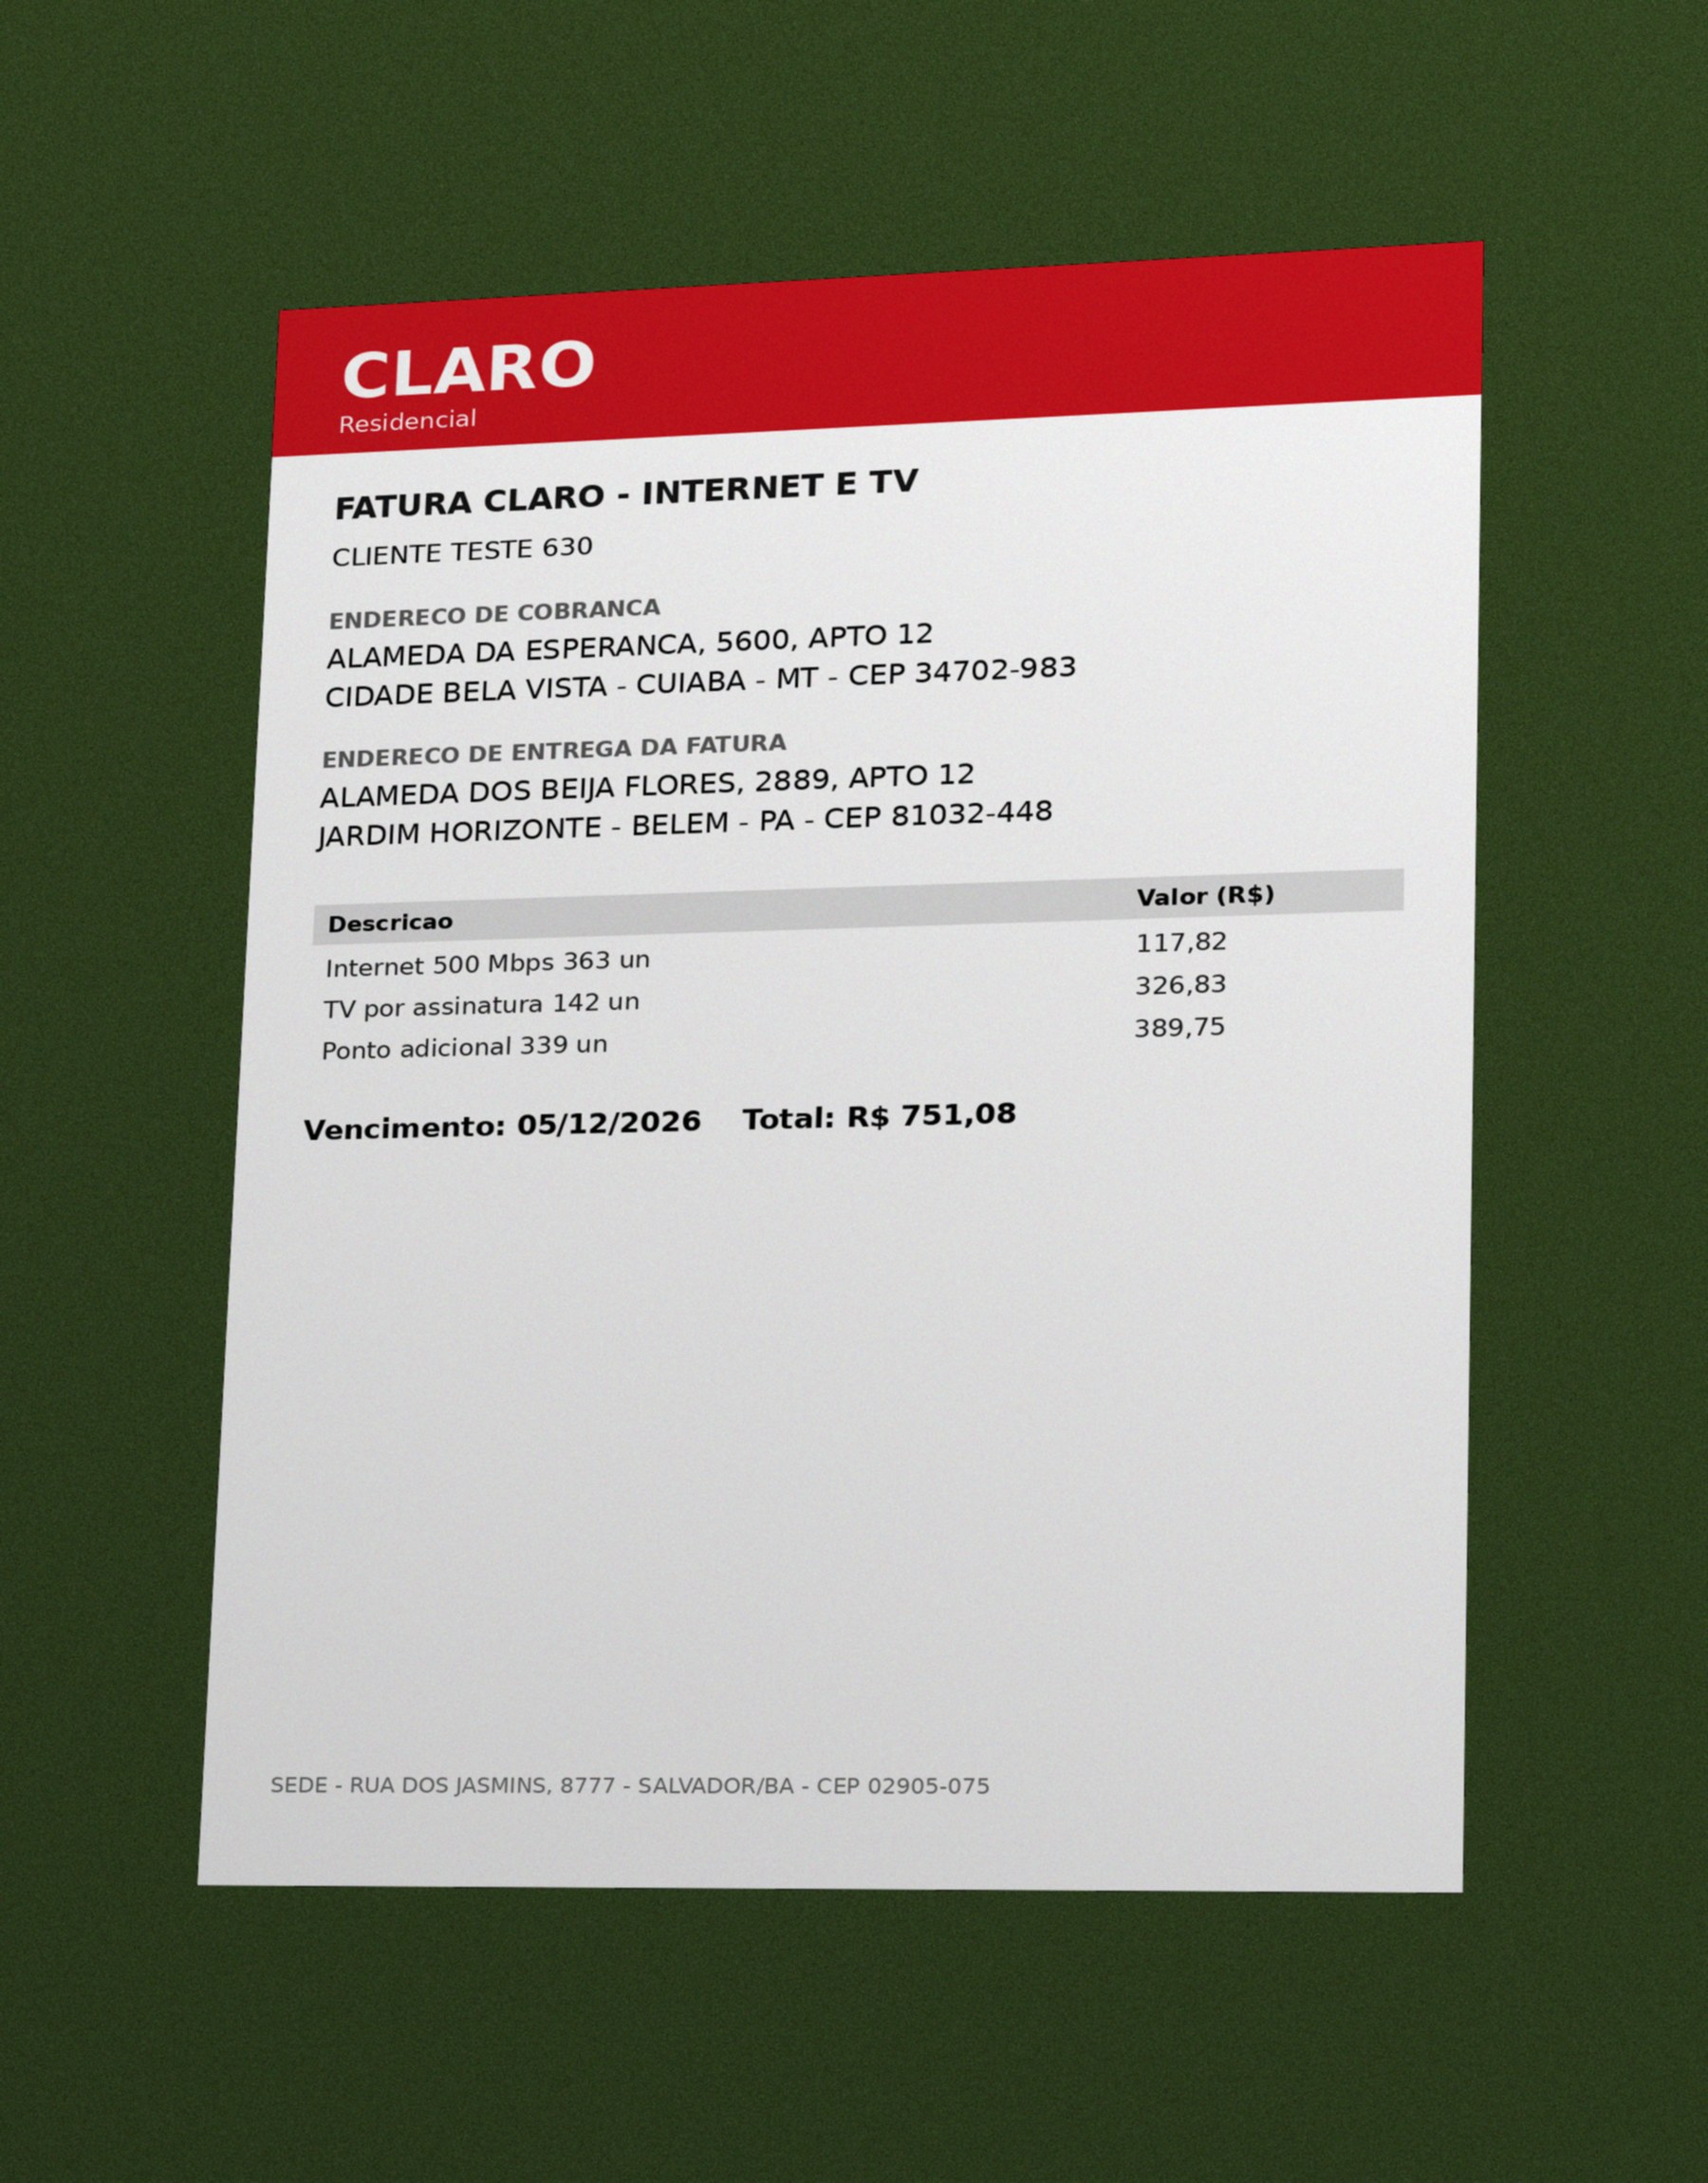 CLARO
Residencial
FATURA CLARO - INTERNET E TV
CLIENTE TESTE 630
ENDERECO DE COBRANCA
ALAMEDA DA ESPERANCA, 5600, APTO 12
CIDADE BELA VISTA - CUIABA - MT - CEP 34702-983
ENDERECO DE ENTREGA DA FATURA
ALAMEDA DOS BEIJA FLORES, 2889, APTO 12
JARDIM HORIZONTE - BELEM - PA - CEP 81032-448
Descricao Valor (R$)
Internet 500 Mbps 363 un 117,82
TV por assinatura 142 un 326,83
Ponto adicional 339 un 389,75
Vencimento: 05/12/2026 Total: R$ 751,08
SEDE - RUA DOS JASMINS, 8777 - SALVADOR/BA - CEP 02905-075